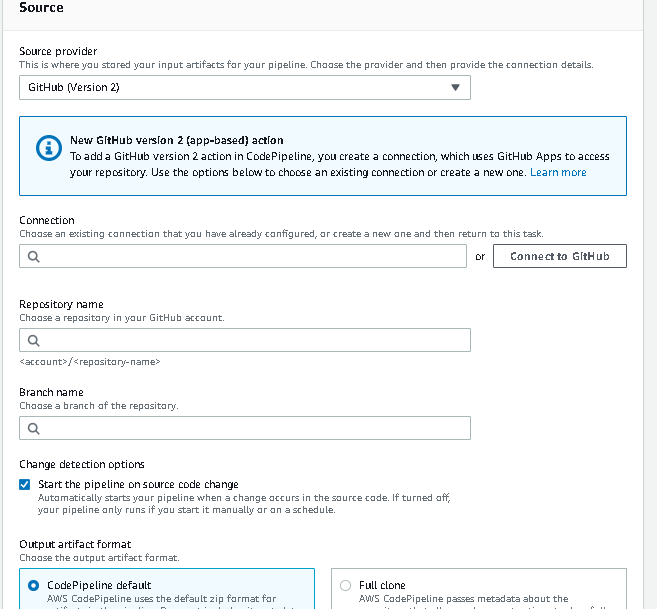 Source
Source provider
This is where you stored your input artifacts for your pipeline. Choose the provider and then provide the connection details.
GitHub (Version 2)
New GitHub version 2 (app-based) action
To add a GitHub version 2 action in CodePipeline, you create a connection, which uses GitHub Apps to access
your repository. Use the options below to choose an existing connection or create a new one. Learn more
Connection
Choose an existing connection that you have already configured, or create a new one and then return to this task.
or Connect to GitHub
Repository name
Choose a repository in your GitHub account.
<account>/<repository-name>
Branch name
Choose a branch of the repository.
Change detection options
Start the pipeline on source code change
Automatically starts your pipeline when a change occurs in the source code. If turned off,
your pipeline only runs if you start it manually or on a schedule.
Output artifact format
Choose the output artifact format.
CodePipeline default
AWS CodePipeline uses the default zip format for
Full clone
AWS CodePipeline passes metadata about the